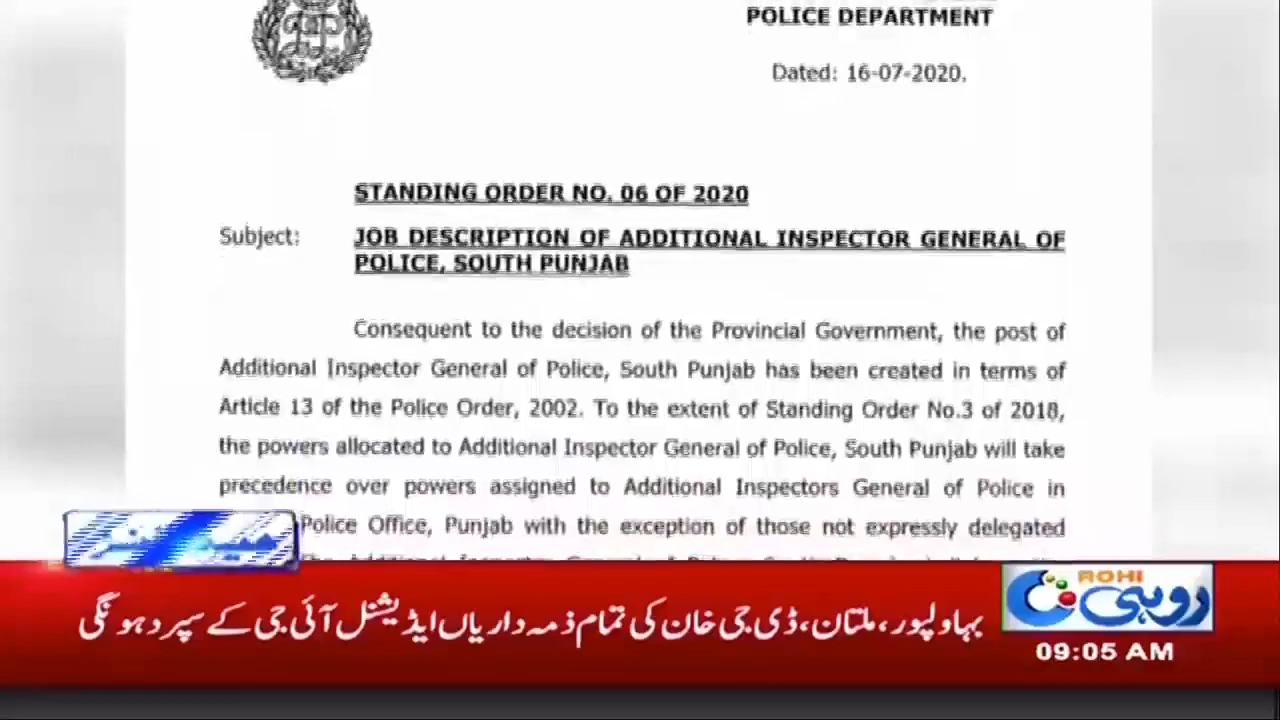 POLICE DEPARTMENT
Dated: 16-07-2020.
STANDING ORDER NO. 06 OF 2020
Subject: JOB DESCRIPTION OF ADDITIONAL INSPECTOR GENERAL OF
POLICE, SOUTH PUNJAB
Consequent to the decision of the Provincial Government, the post of
Additional Inspector General of Police, South Punjab has been created in terms of
Article 13 of the Police Order, 2002. To the extent of Standing Order No.3 of 2018,
the powers allocated to Additional Inspector General of Police, South Punjab will take
precedence over powers assigned to Additional Inspectors General of Police in
Police Office, Punjab with the exception of those not expressly delegated
ہیڈ لائنز
ROHI
روہی
بہاولپور، ملتان، ڈی جی خان کی تمام ذمہ داریاں ایڈیشنل آئی جی کے سپرد ہونگی
09:05 AM